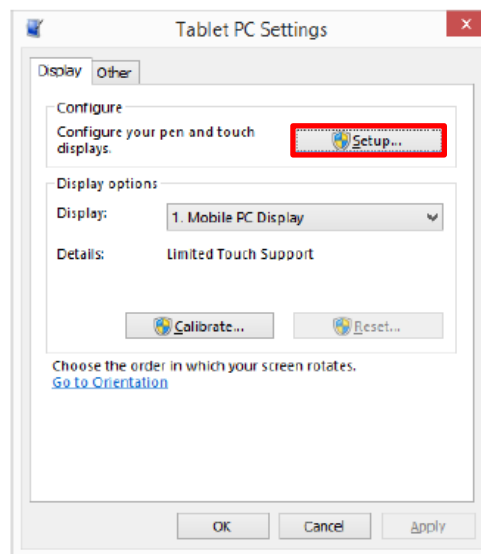 Tablet PC Settings
x
Display Other
Configure
Configure your pen and touch
displays.
Setup...
Display options
Display: 1. Mobile PC Display
Details: Limited Touch Support
Calibrate... Reset...
Choose the order in which your screen rotates.
Go to Orientation
OK Cancel Apply